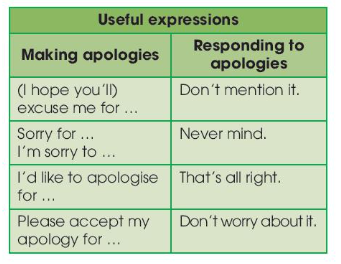 Useful expressions
Making apologies
Responding to
apologies
(I hope you'll)
excuse me for ...
Don't mention it.
Sorry for ...
I'm sorry to ...
Never mind.
I'd like to apologise
for ...
That's all right.
Please accept my
apology for ...
Don't worry about it.